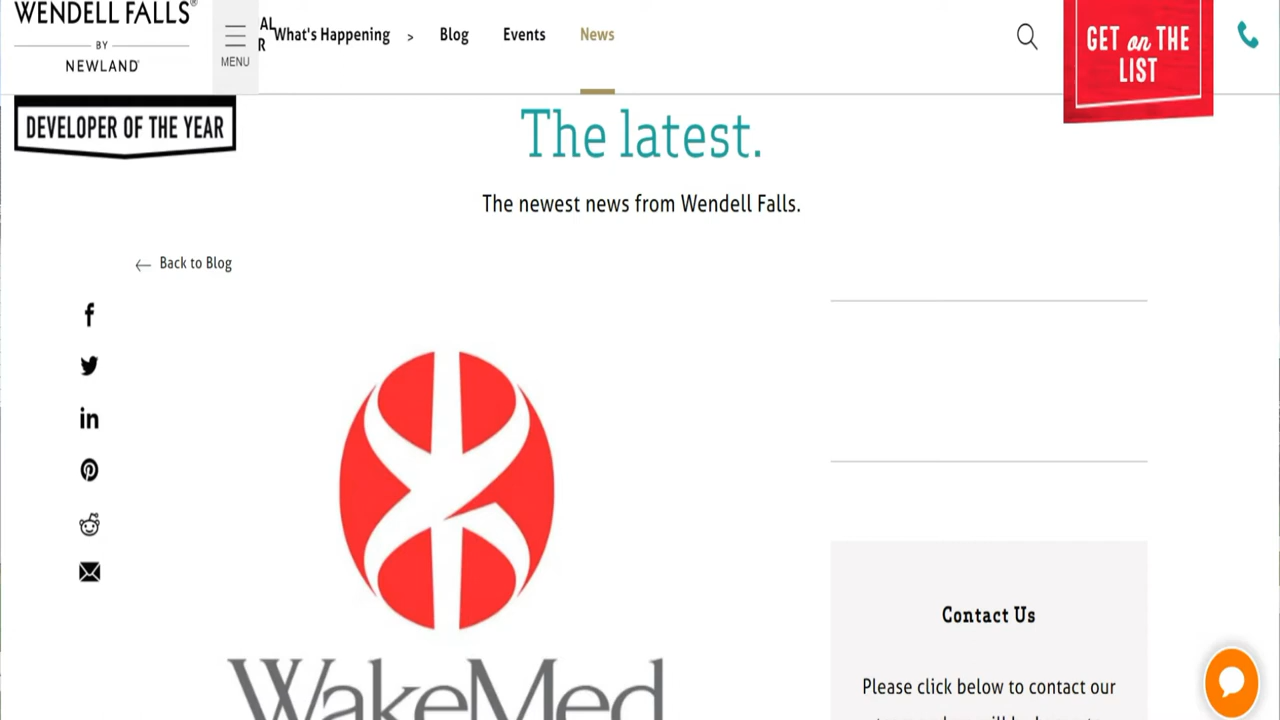 WENDELL FALLS®
BY
NEWLAND
MENU
AL
R
What's Happening > Blog Events News
GET on THE
LIST
DEVELOPER OF THE YEAR
The latest.
The newest news from Wendell Falls.
← Back to Blog
WakeMed
Contact Us
Please click below to contact our